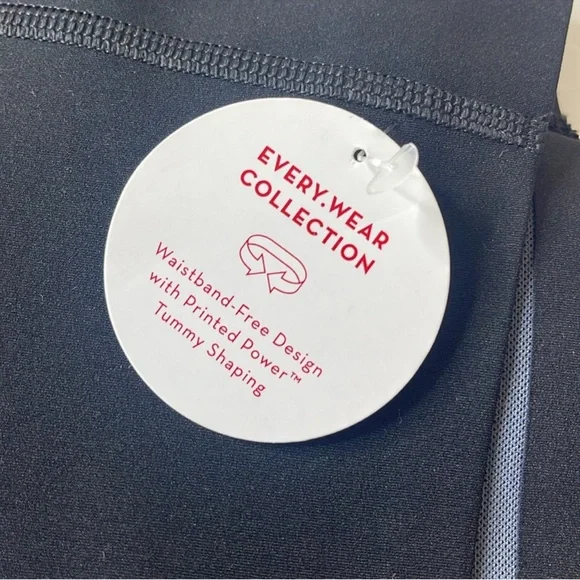 EVERY.WEAR
COLLECTION
Waistband-Free Design
with Printed Power™
Tummy Shaping